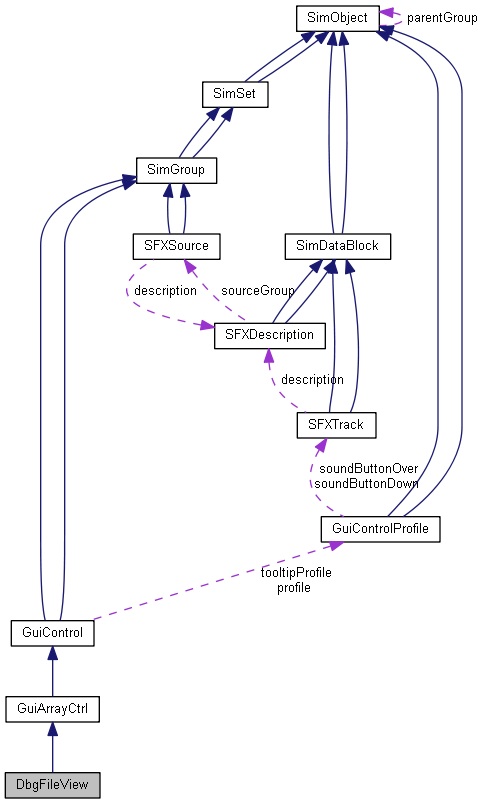 SimObject
parentGroup
SimSet
SimGroup
SFXSource
SimDataBlock
description
sourceGroup
SFXDescription
description
SFXTrack
soundButtonOver
soundButtonDown
GuiControlProfile
tooltipProfile
profile
GuiControl
GuiArrayCtrl
DbgFileView